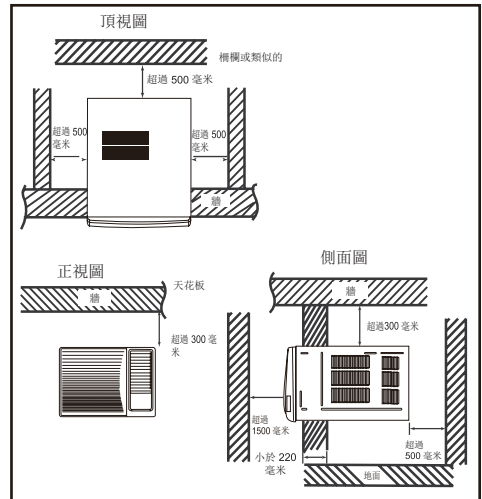 頂視圖
柵欄或類似的
超過 500 毫米
超過 500
毫米
超過 500
毫米
牆
正視圖
牆
天花板
超過 300 毫
米
側面圖
牆
超過300 毫米
超過
1500 毫米
小於 220
毫米
超過
500 毫米
地面